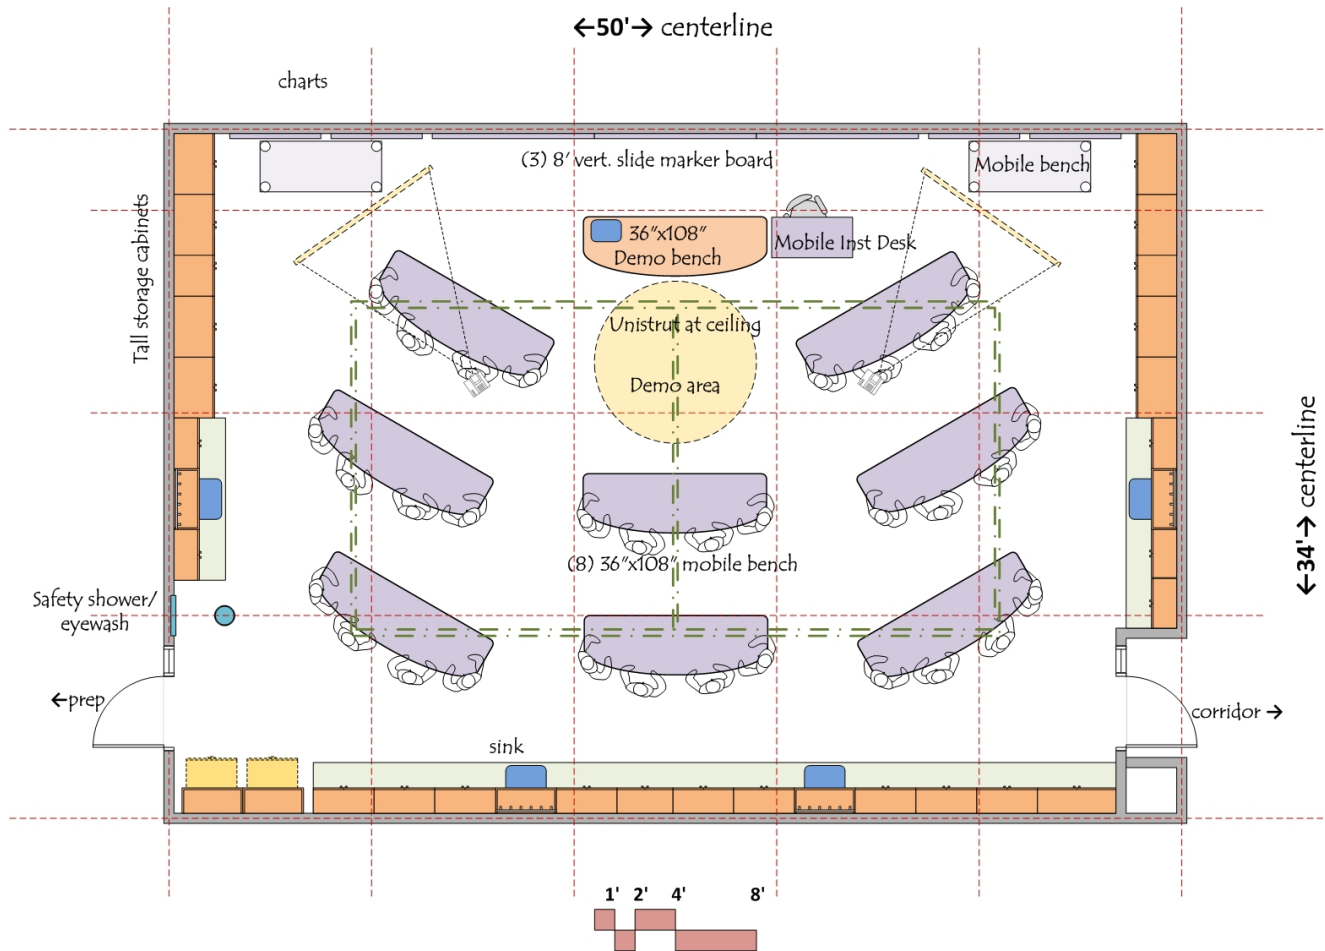 ←50'→ centerline
charts
(3) 8' vert. slide marker board
Mobile bench
Tall storage cabinets
36"x108"
Demo bench
Mobile Inst Desk
Unistrut at ceiling
Demo area
←34'→ centerline
(8) 36"x108" mobile bench
Safety shower/
eyewash
←prep
corridor →
sink
1' 2' 4' 8'